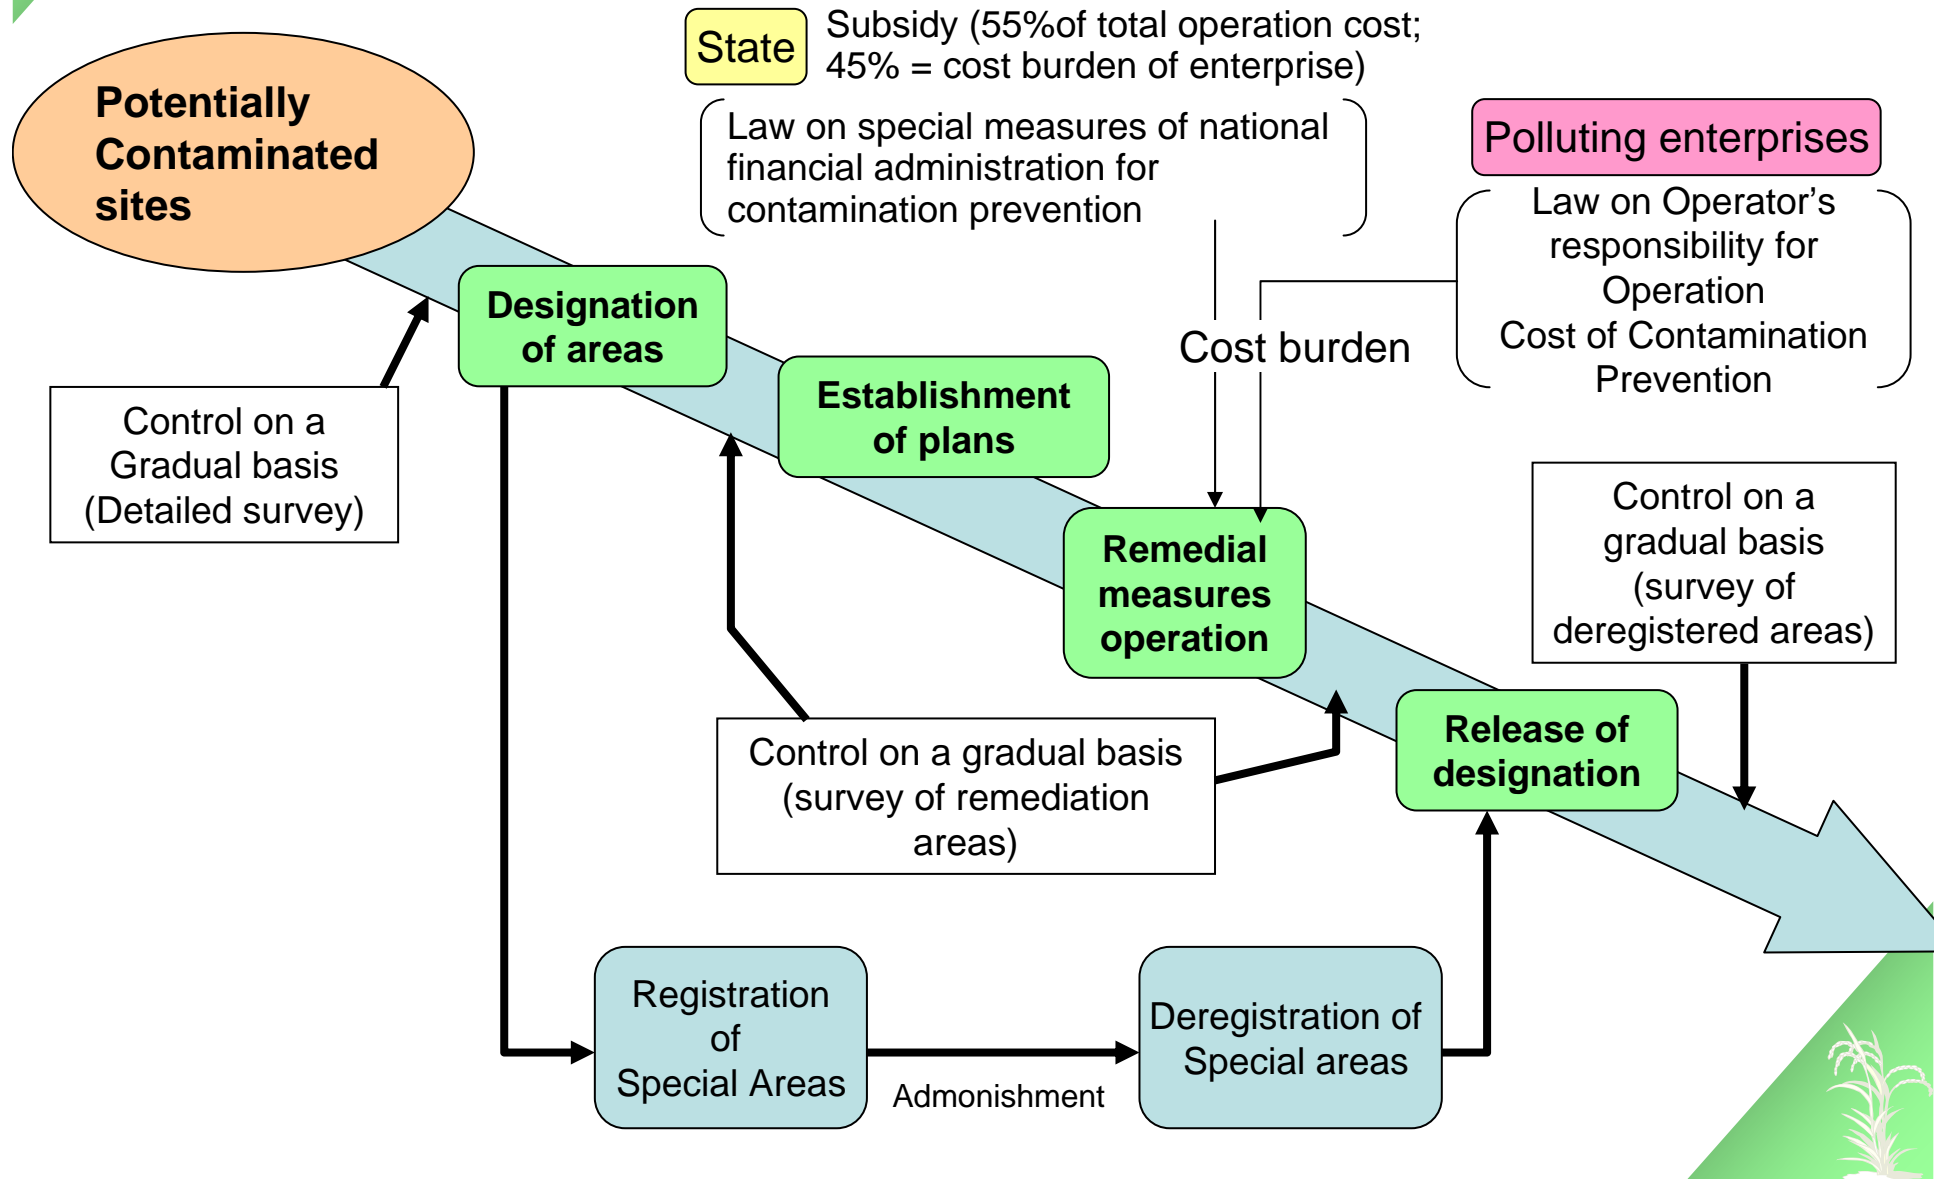 State
Subsidy (55%of total operation cost;
45% = cost burden of enterprise)
Potentially
Contaminated
sites
Law on special measures of national
financial administration for
contamination prevention
Polluting enterprises
Law on Operator’s
responsibility for
Operation
Cost of Contamination
Prevention
Designation
of areas
Cost burden
Establishment
of plans
Control on a
Gradual basis
(Detailed survey)
Remedial
measures
operation
Control on a
gradual basis
(survey of
deregistered areas)
Control on a gradual basis
(survey of remediation
areas)
Release of
designation
Registration
of
Special Areas
Admonishment
Deregistration of
Special areas